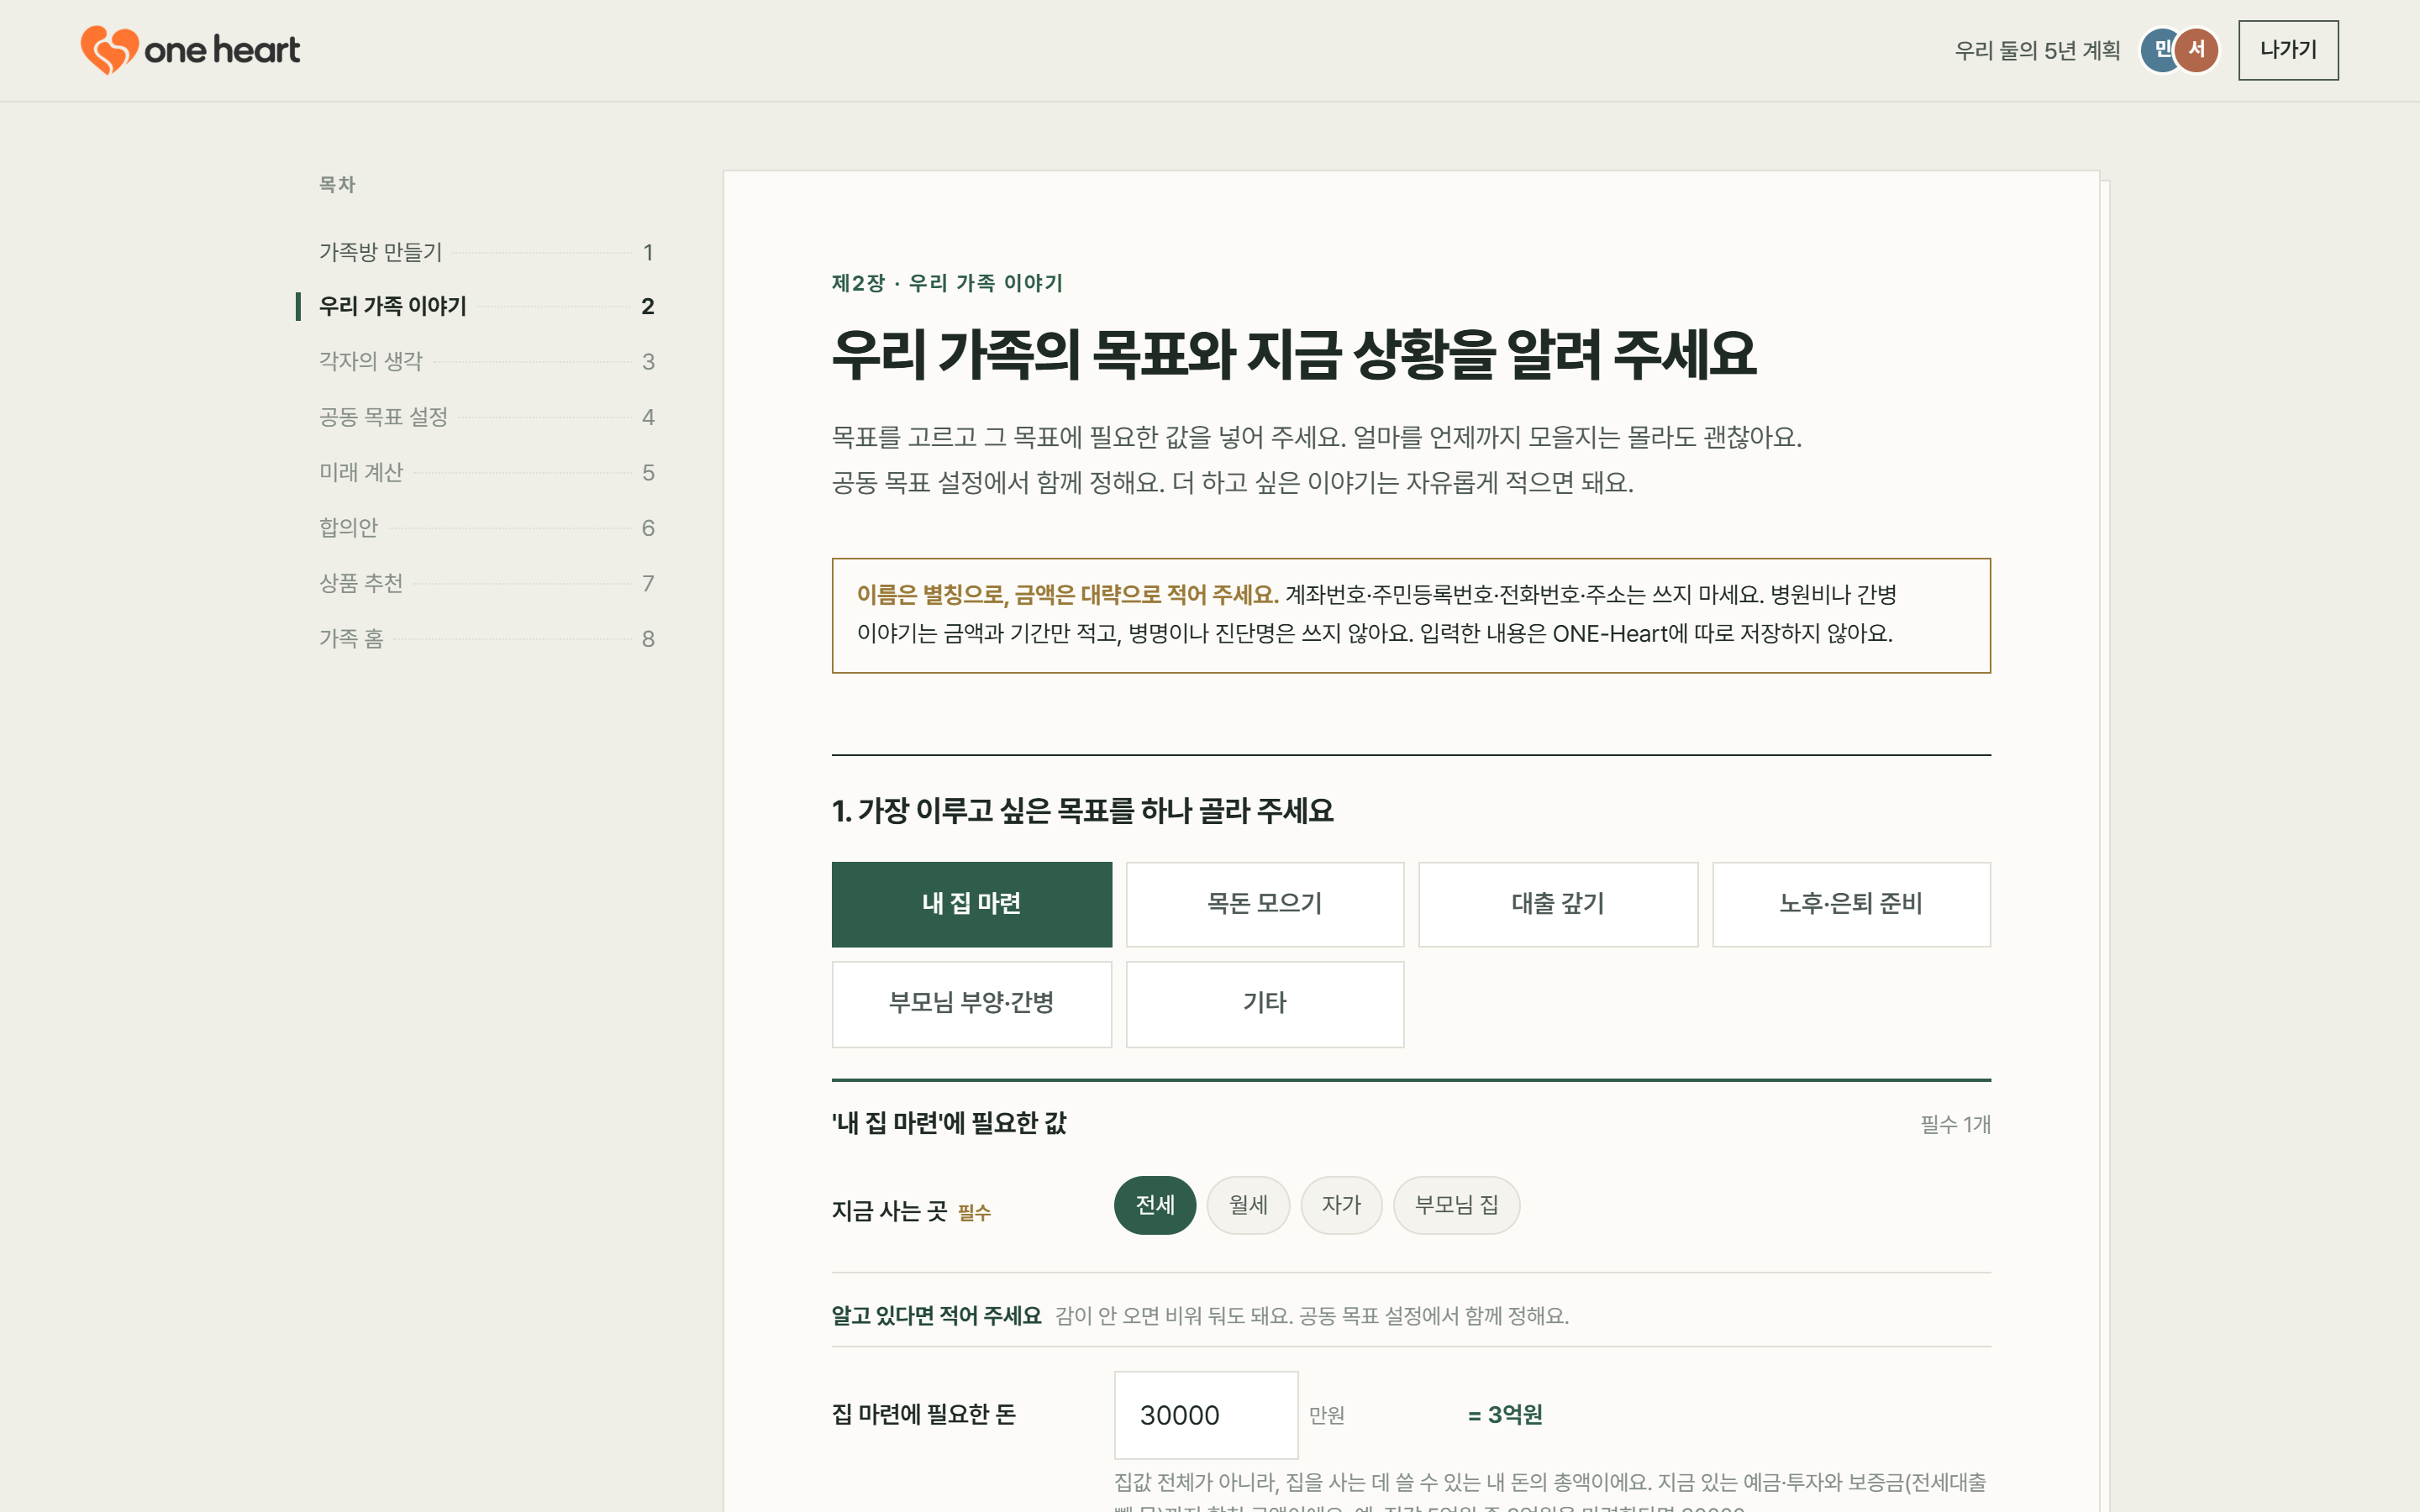 one heart
우리 둘의 5년 계획
민
서
나가기
목차
가족방 만들기 1
우리 가족 이야기 2
각자의 생각 3
공동 목표 설정 4
미래 계산 5
합의안 6
상품 추천 7
가족 홈 8
제2장 · 우리 가족 이야기
우리 가족의 목표와 지금 상황을 알려 주세요
목표를 고르고 그 목표에 필요한 값을 넣어 주세요. 얼마를 언제까지 모을지는 몰라도 괜찮아요.
공동 목표 설정에서 함께 정해요. 더 하고 싶은 이야기는 자유롭게 적으면 돼요.
이름은 별칭으로, 금액은 대략으로 적어 주세요. 계좌번호·주민등록번호·전화번호·주소는 쓰지 마세요. 병원비나 간병
이야기는 금액과 기간만 적고, 병명이나 진단명은 쓰지 않아요. 입력한 내용은 ONE-Heart에 따로 저장하지 않아요.
1. 가장 이루고 싶은 목표를 하나 골라 주세요
내 집 마련
목돈 모으기
대출 갚기
노후·은퇴 준비
부모님 부양·간병
기타
'내 집 마련'에 필요한 값
필수 1개
지금 사는 곳 필수
전세
월세
자가
부모님 집
알고 있다면 적어 주세요 감이 안 오면 비워 둬도 돼요. 공동 목표 설정에서 함께 정해요.
집 마련에 필요한 돈
30000
만원
= 3억원
집값 전체가 아니라, 집을 사는 데 쓸 수 있는 내 돈의 총액이에요. 지금 있는 예금·투자와 보증금(전세대출